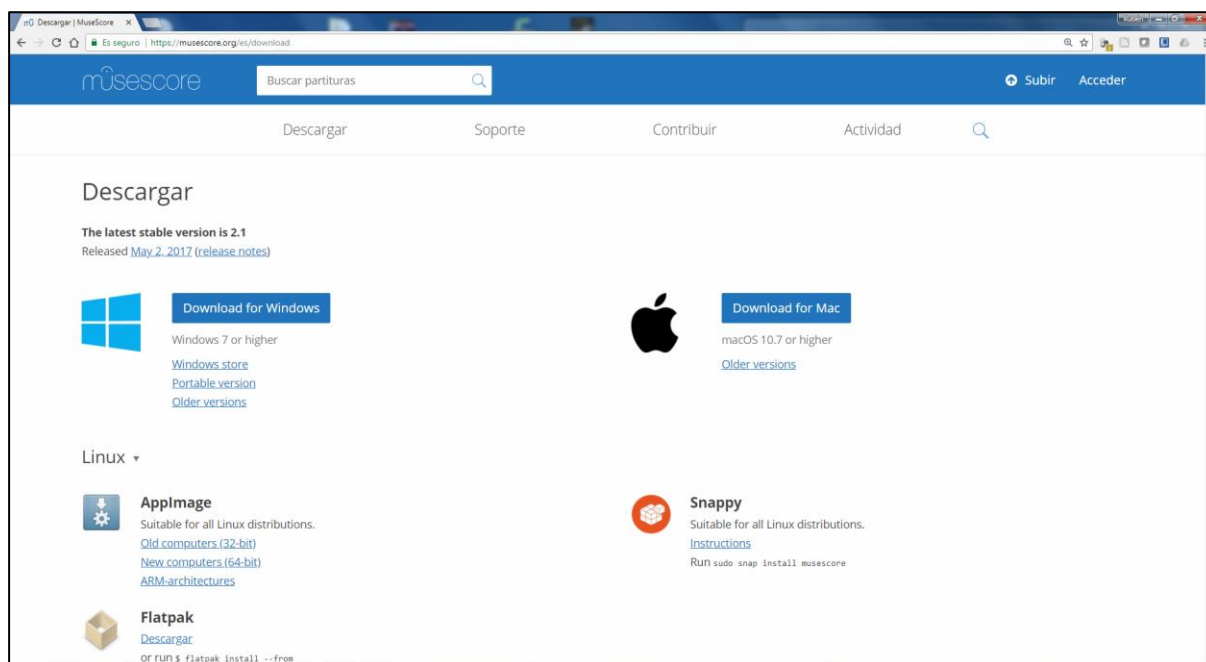 Descargar | MuseScore
Es seguro | https://musescore.org/es/download
musescore
Buscar partituras
Subir
Acceder
Descargar
Soporte
Contribuir
Actividad
Descargar
The latest stable version is 2.1
Released May 2, 2017 (release notes)
Download for Windows
Windows 7 or higher
Windows store
Portable version
Older versions
Download for Mac
macOS 10.7 or higher
Older versions
Linux
AppImage
Suitable for all Linux distributions.
Old computers (32-bit)
New computers (64-bit)
ARM-architectures
Snappy
Suitable for all Linux distributions.
Instructions
Run sudo snap install musescore
Flatpak
Descargar
or run $ flatpak install --from